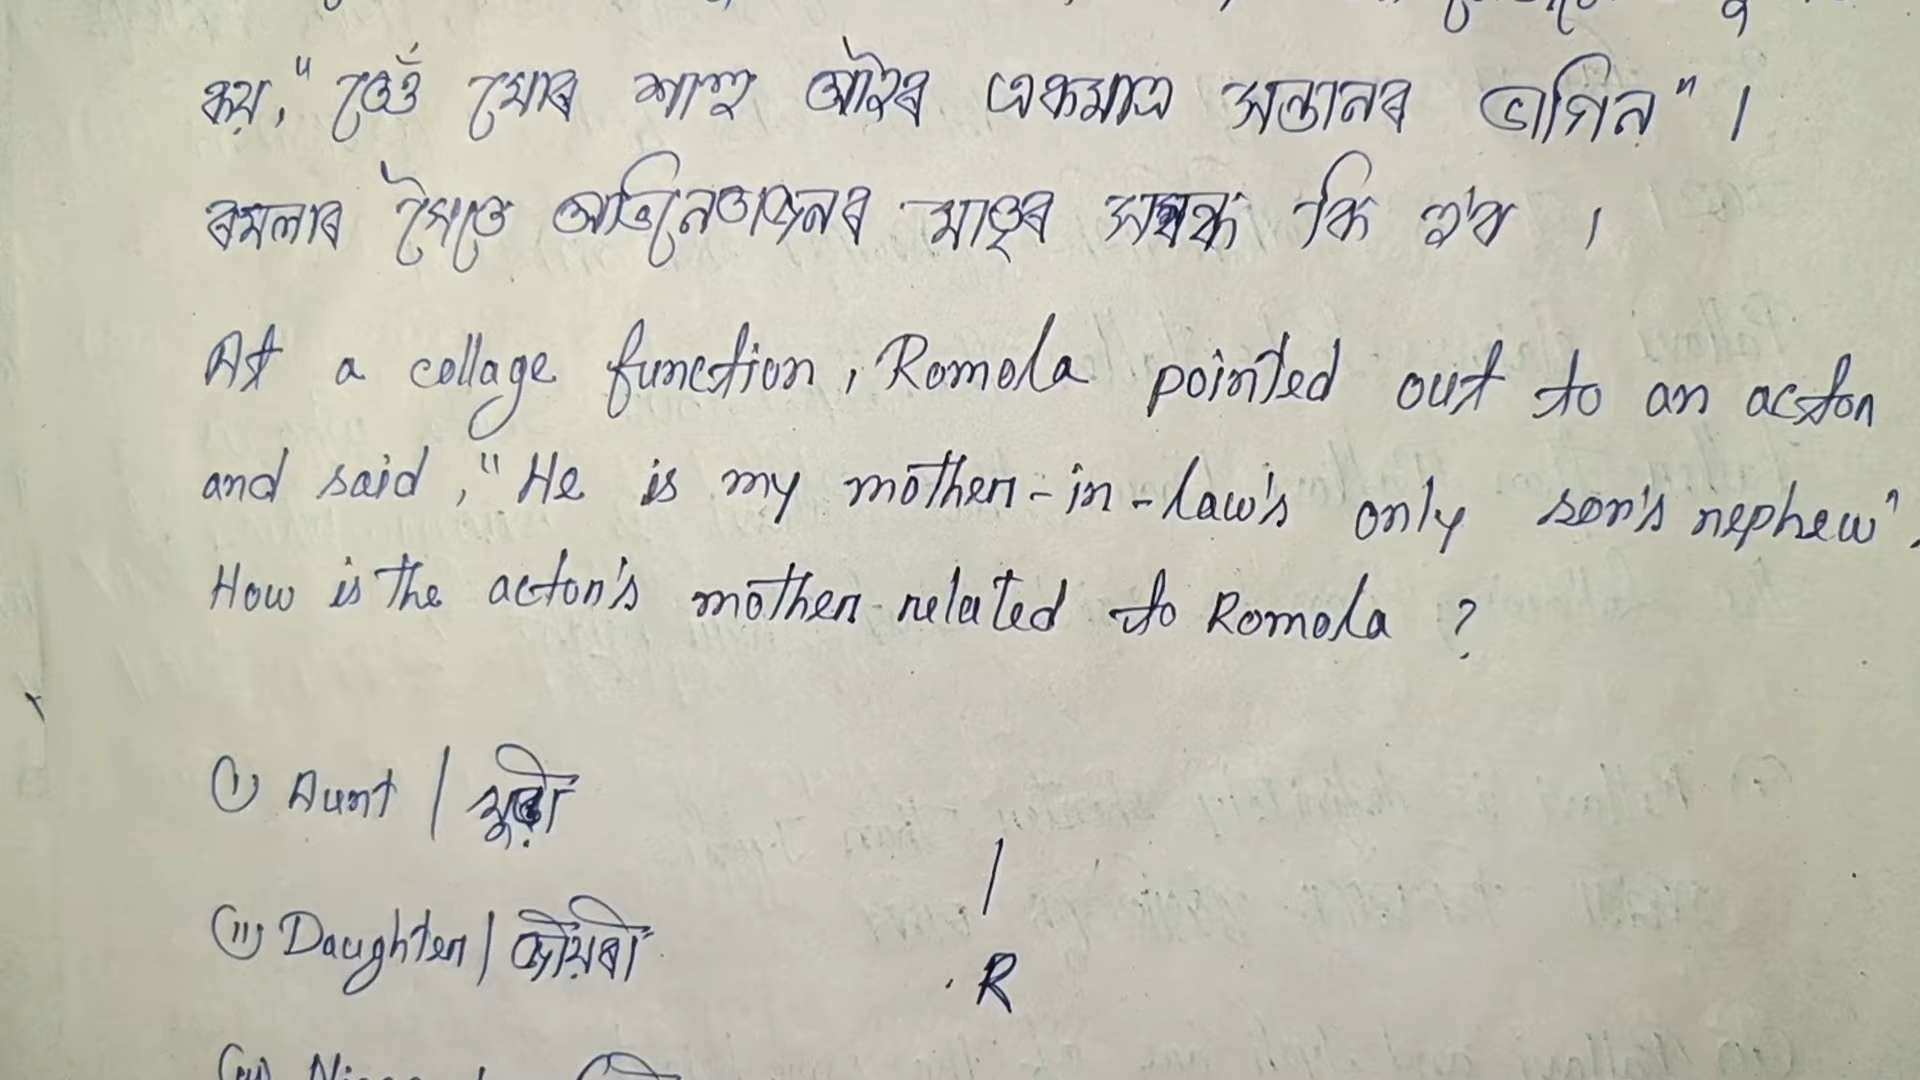 কয়, " তেওঁ মোৰ শাশু আইৰ একমাত্ৰ সন্তানৰ ভাগিন" ।
ৰমলাৰ সৈতে অভিনেতাজনৰ মাতৃৰ সম্বন্ধ কি হ'ব ।
At a collage function, Romola pointed out to an actor
and said, "He is my mother-in-law's only son's nephew".
How is the actor's mother related to Romola ?
(i) Aunt |
(ii) Daughter | জীয়ৰী
R